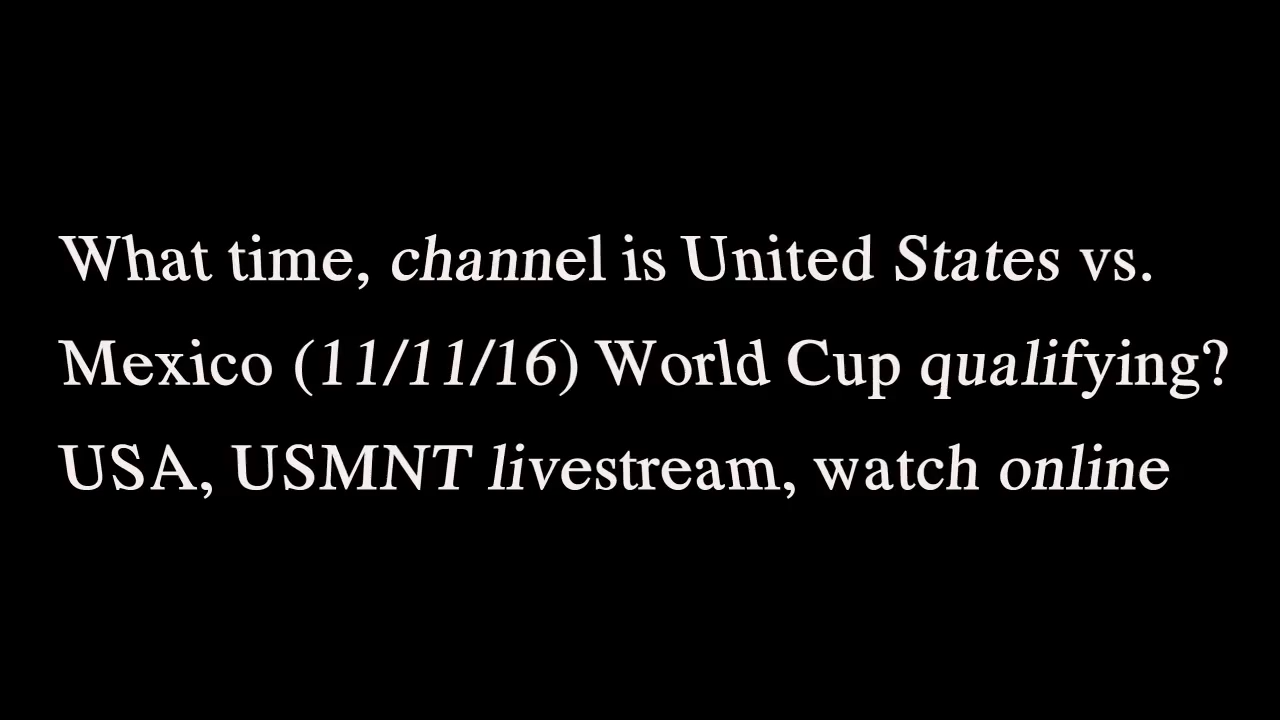 What time, channel is United States vs.
Mexico (11/11/16) World Cup qualifying?
USA, USMNT livestream, watch online